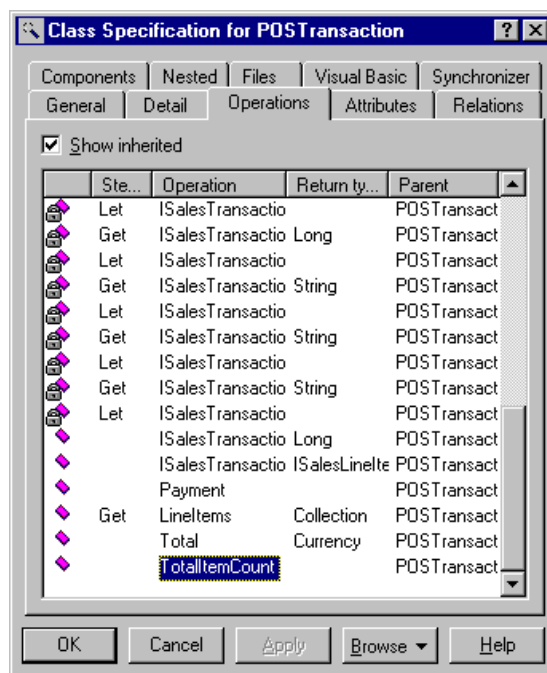 Class Specification for POSTransaction
Components Nested Files Visual Basic Synchronizer
General Detail Operations Attributes Relations
Show inherited
Ste... Operation Return ty... Parent
Let ISalesTransactio POSTransact
Get ISalesTransactio Long POSTransact
Let ISalesTransactio POSTransact
Get ISalesTransactio String POSTransact
Let ISalesTransactio POSTransact
Get ISalesTransactio String POSTransact
Let ISalesTransactio POSTransact
Get ISalesTransactio String POSTransact
Let ISalesTransactio POSTransact
ISalesTransactio Long POSTransact
ISalesTransactio ISalesLineIte POSTransact
Payment POSTransact
Get LineItems Collection POSTransact
Total Currency POSTransact
TotalItemCount POSTransact
OK Cancel Apply Browse Help